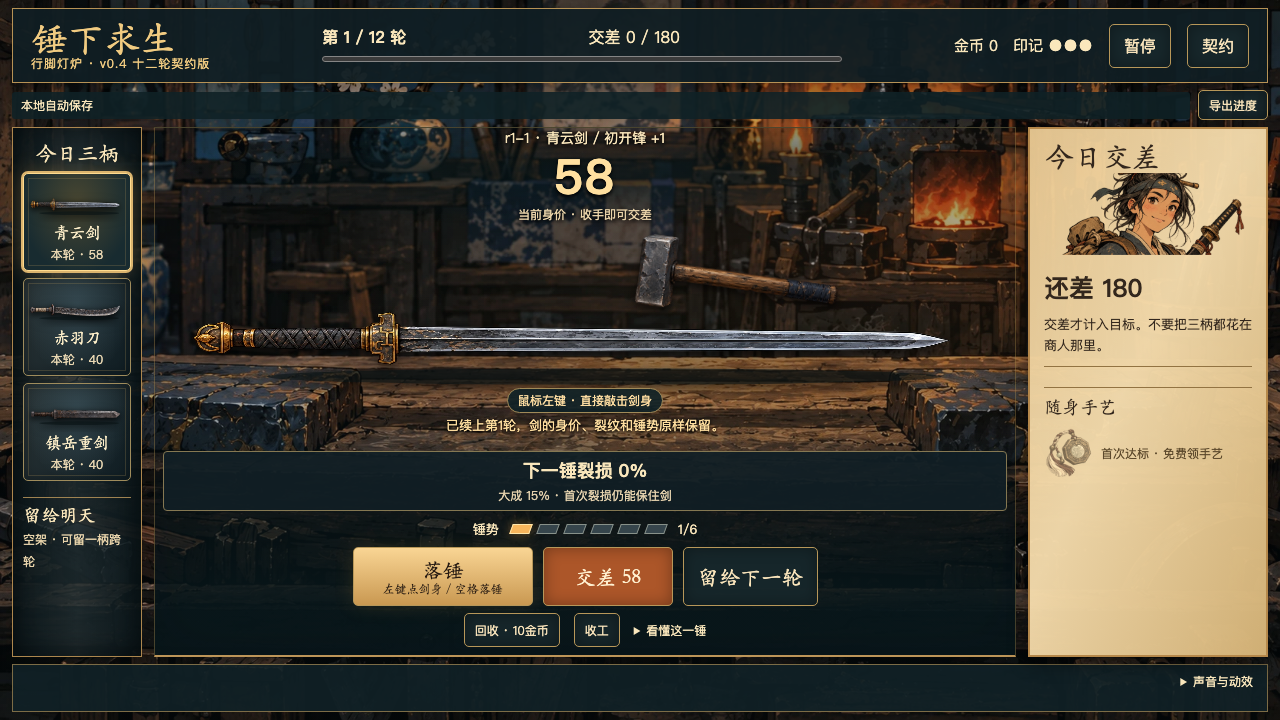 锤下求生
行脚灯炉 · v0.4 十二轮契约版
第 1 / 12 轮
交差 0 / 180
金币 0
印记
暂停
契约
本地自动保存
导出进度
今日三柄
青云剑
本轮 · 58
赤羽刀
本轮 · 40
镇岳重剑
本轮 · 40
留给明天
空架 · 可留一柄跨
轮
r1–1 · 青云剑 / 初开锋 +1
58
当前身价 · 收手即可交差
鼠标左键 · 直接敲击剑身
已续上第1轮，剑的身价、裂纹和锤势原样保留。
下一锤裂损 0%
大成 15% · 首次裂损仍能保住剑
锤势
1/6
落锤
左键点剑身 / 空格落锤
交差 58
留给下一轮
回收 · 10金币
收工
看懂这一锤
今日交差
还差 180
交差才计入目标。不要把三柄都花在
商人那里。
随身手艺
首次达标 · 免费领手艺
声音与动效